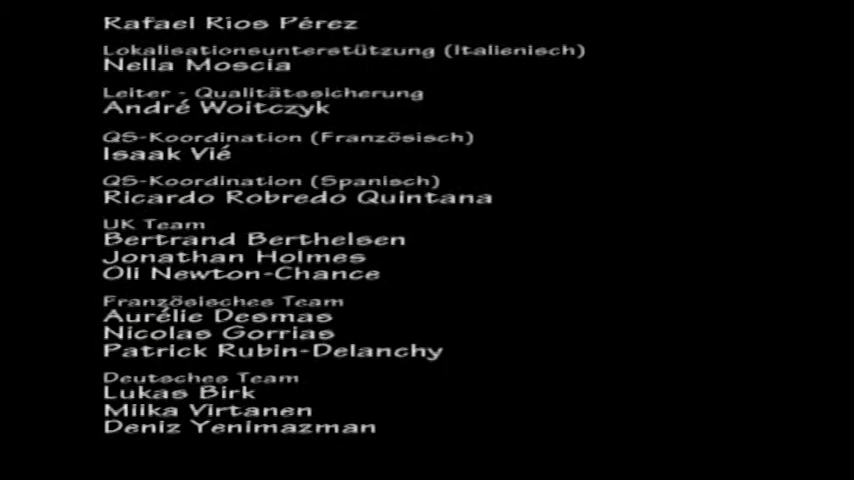 Rafael Ríos Pérez
Lokalisationsunterstützung (Italienisch)
Nella Moscia
Leiter - Qualitätssicherung
André Woitczyk
QS-Koordination (Französisch)
Isaak Vié
QS-Koordination (Spanisch)
Ricardo Robredo Quintana
UK Team
Bertrand Berthelsen
Jonathan Holmes
Oli Newton-Chance
Französisches Team
Aurélie Desmas
Nicolas Gorrias
Patrick Rubin-Delanchy
Deutsches Team
Lukas Birk
Miika Virtanen
Deniz Yenimazman